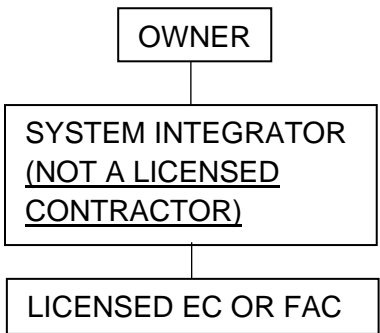 OWNER
SYSTEM INTEGRATOR
(NOT A LICENSED
CONTRACTOR)
LICENSED EC OR FAC